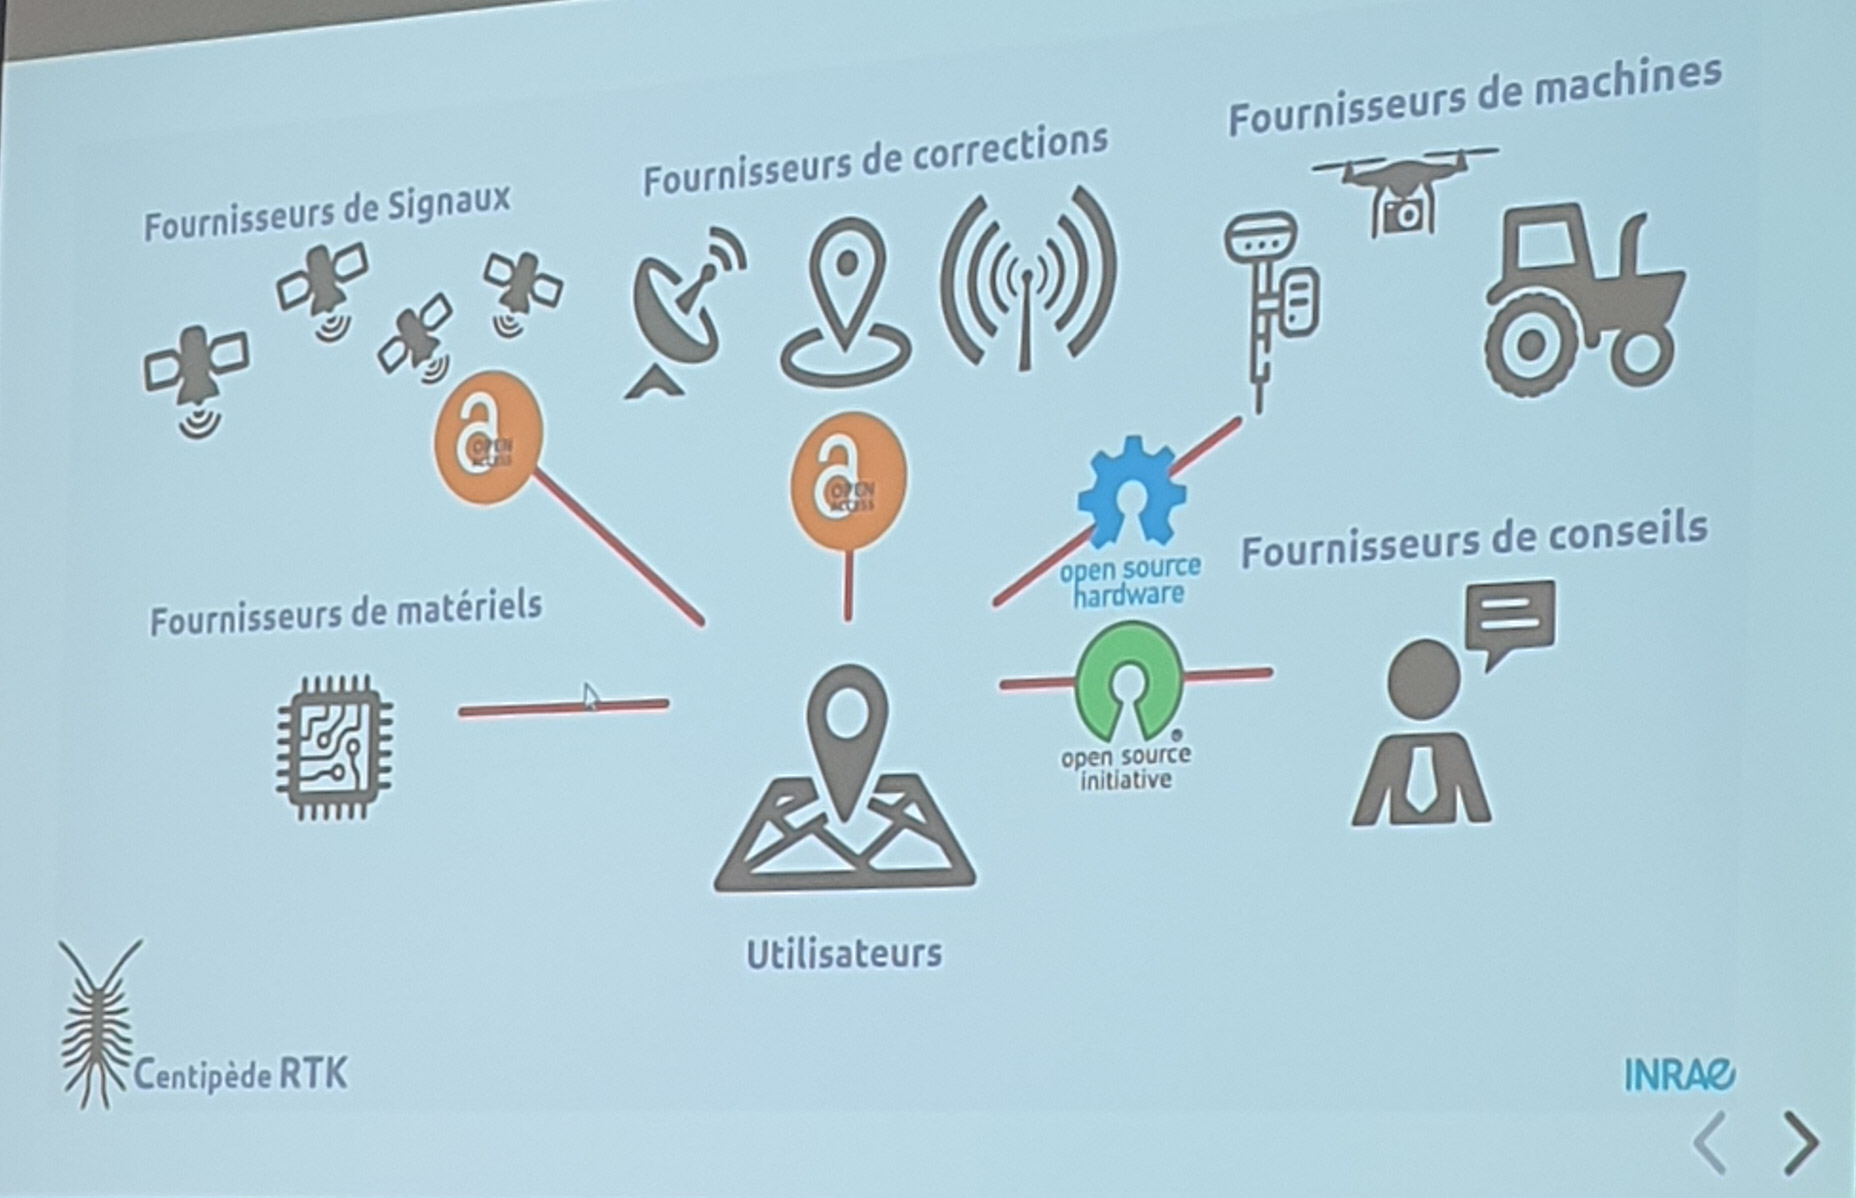 Fournisseurs de Signaux
Fournisseurs de corrections
Fournisseurs de machines
OPEN
ACCESS
OPEN
ACCESS
open source
hardware
Fournisseurs de matériels
Fournisseurs de conseils
open source
initiative
Utilisateurs
Centipède RTK
INRAE